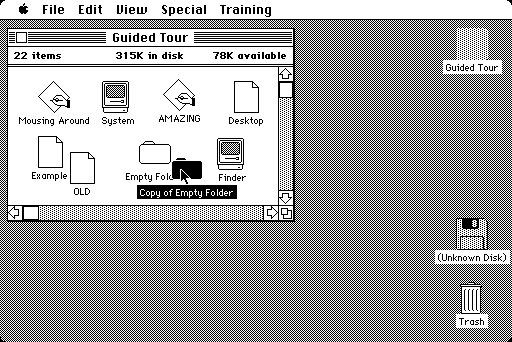 File Edit View Special Training
Guided Tour
22 items 315K in disk 78K available
Mousing Around System AMAZING Desktop
Example OLD Empty Fol Finder
Copy of Empty Folder
Guided Tour
(Unknown Disk)
Trash